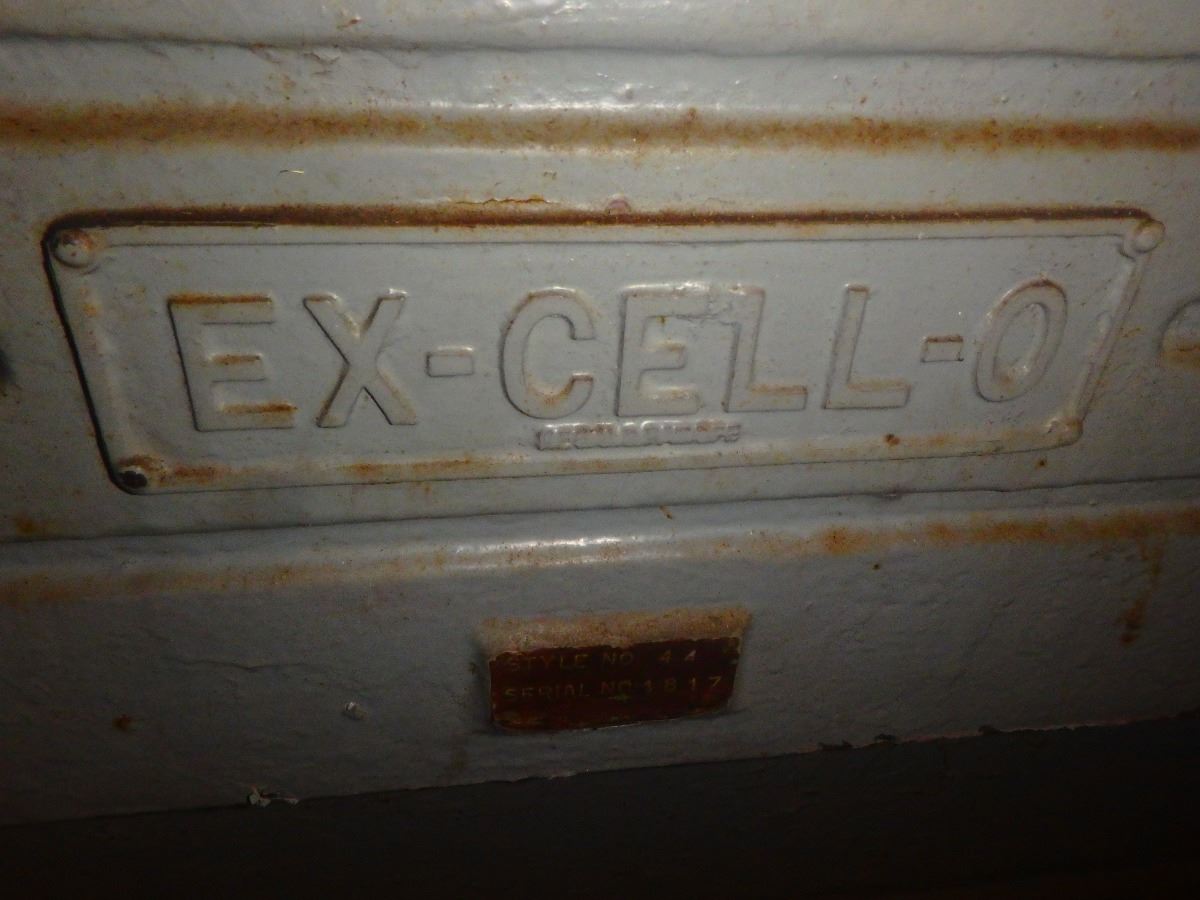 EX-CELL-O
STYLE NO 44
SERIAL NO 1817